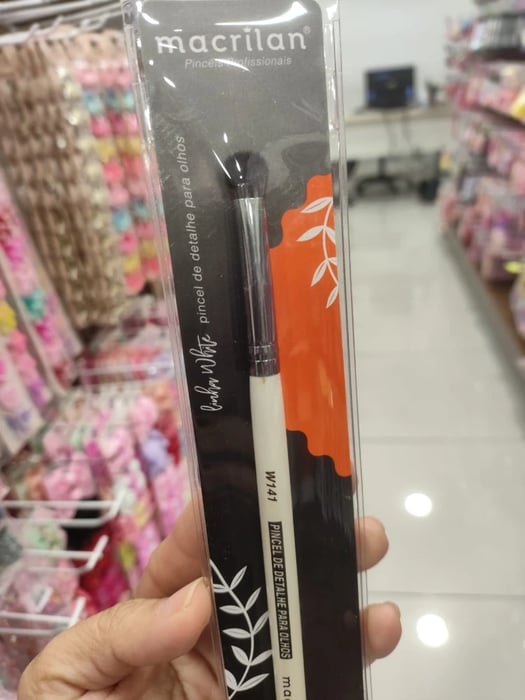 macrilan®
Pincéis Profissionais
linha White pincel de detalhe para olhos
W141
PINCEL DE DETALHE PARA OLHOS